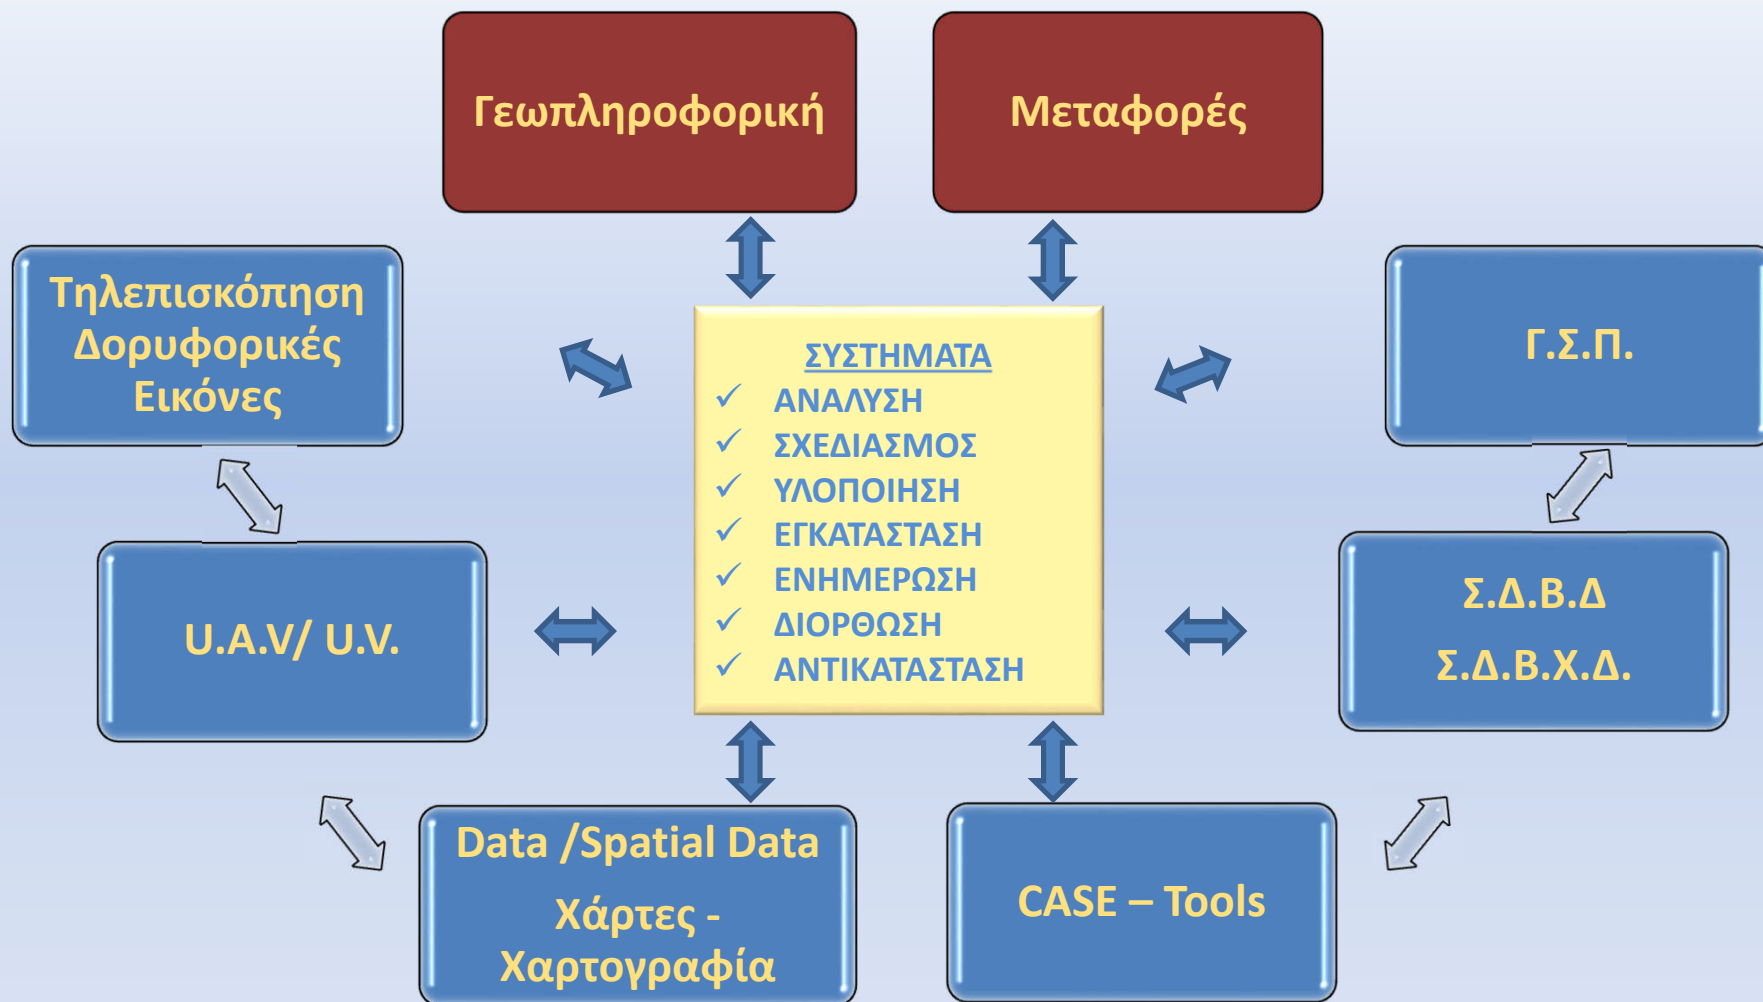 Γεωπληροφορική
Μεταφορές
Τηλεπισκόπηση
Δορυφορικές
Εικόνες
ΣΥΣΤΗΜΑΤΑ
✓ ΑΝΑΛΥΣΗ
✓ ΣΧΕΔΙΑΣΜΟΣ
✓ ΥΛΟΠΟΙΗΣΗ
✓ ΕΓΚΑΤΑΣΤΑΣΗ
✓ ΕΝΗΜΕΡΩΣΗ
✓ ΔΙΟΡΘΩΣΗ
✓ ΑΝΤΙΚΑΤΑΣΤΑΣΗ
Γ.Σ.Π.
U.A.V/ U.V.
Σ.Δ.Β.Δ
Σ.Δ.Β.Χ.Δ.
Data /Spatial Data
Χάρτες -
Χαρτογραφία
CASE – Tools